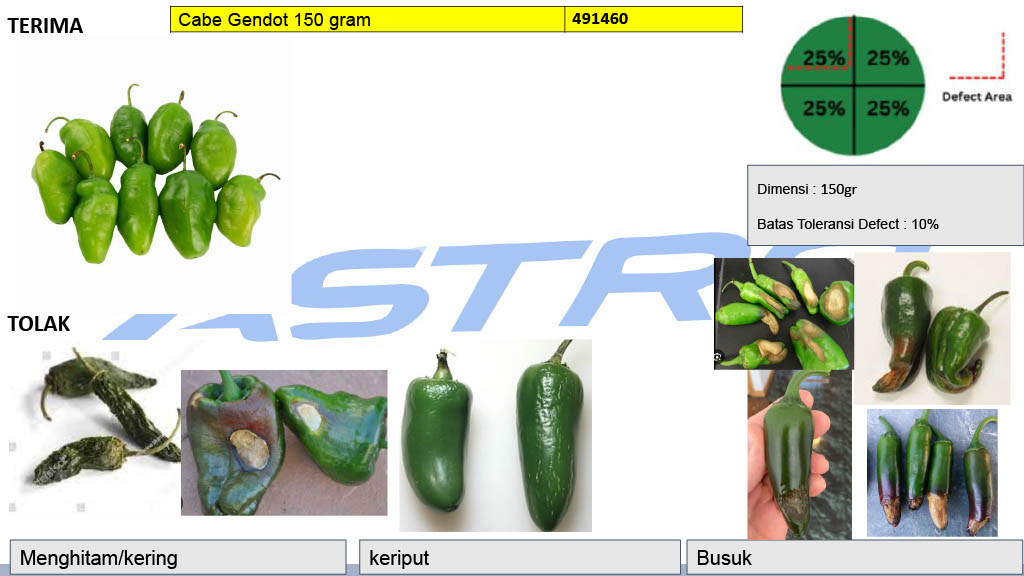 TERIMA
Cabe Gendot 150 gram
491460
25%
25%
25%
25%
Defect Area
Dimensi : 150gr
Batas Toleransi Defect : 10%
ASTRO
TOLAK
Menghitam/kering
keriput
Busuk